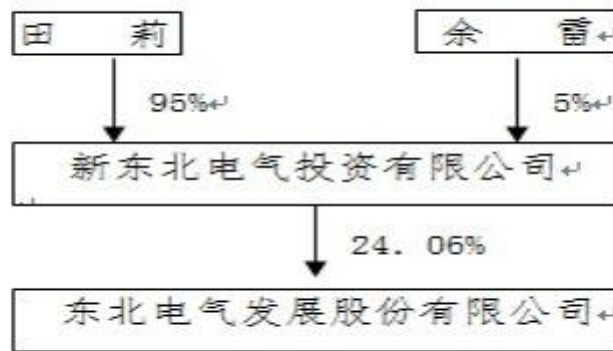 田 莉
余 雷
95%
5%
新东北电气投资有限公司
24. 06%
东北电气发展股份有限公司